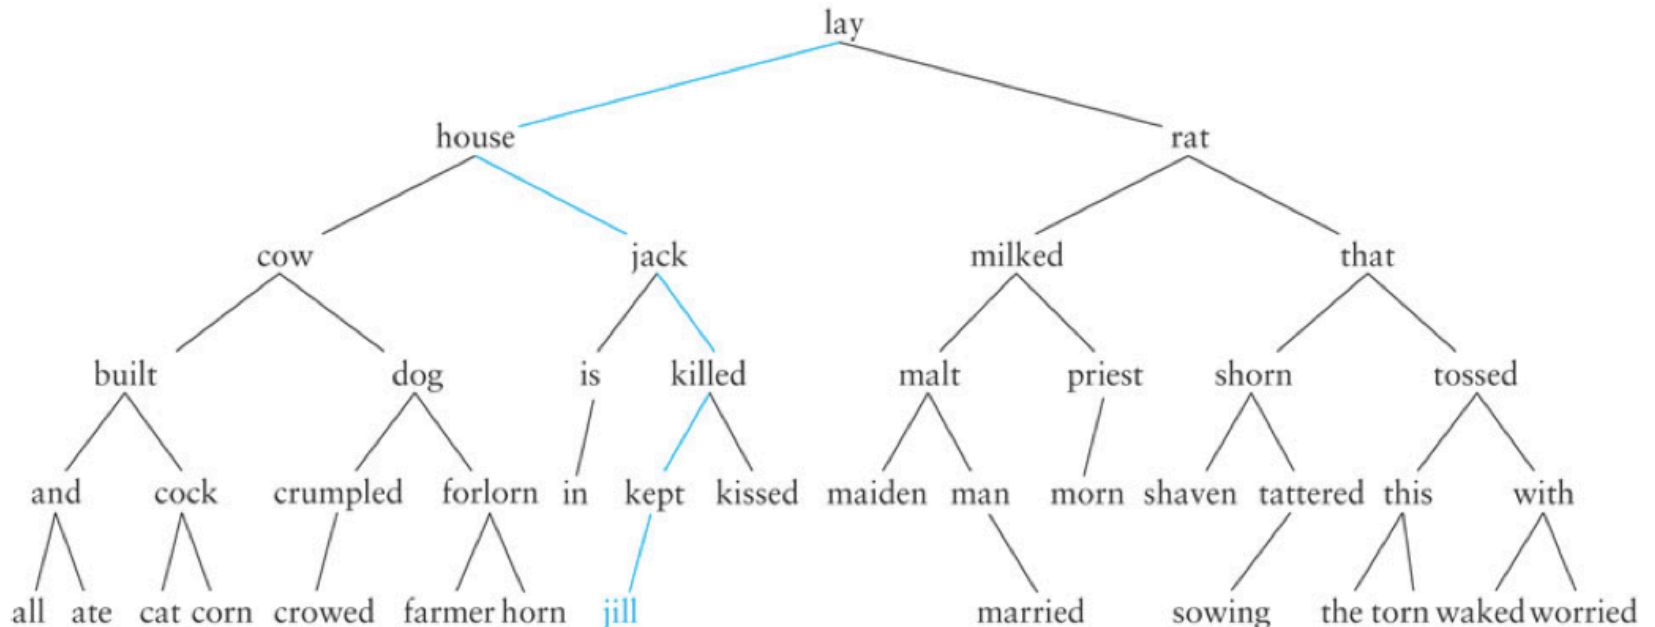 lay
house rat
cow jack milked that
built dog is killed malt priest shorn tossed
and cock crumpled forlorn in kept kissed maiden man morn shaven tattered this with
all ate cat corn crowed farmer horn jill married sowing the torn waked worried